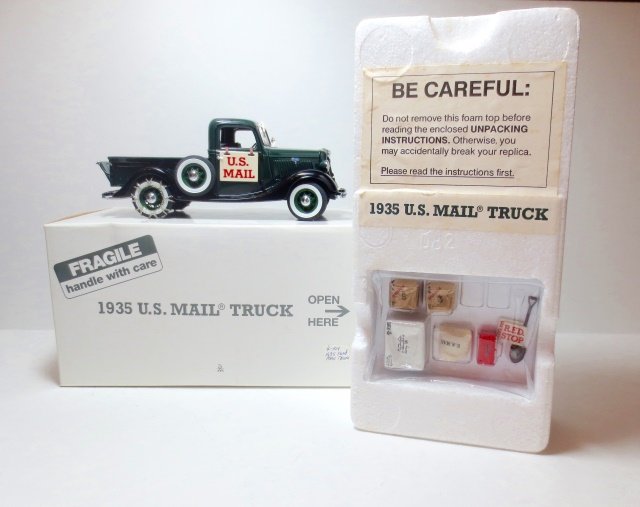 U.S.
MAIL
FRAGILE
handle with care
1935 U.S. MAIL® TRUCK
OPEN
HERE
BE CAREFUL:
Do not remove this foam top before
reading the enclosed UNPACKING
INSTRUCTIONS. Otherwise, you
may accidentally break your replica.
Please read the instructions first.
1935 U.S. MAIL® TRUCK
R.F.D.
STOP
U.S. MAIL